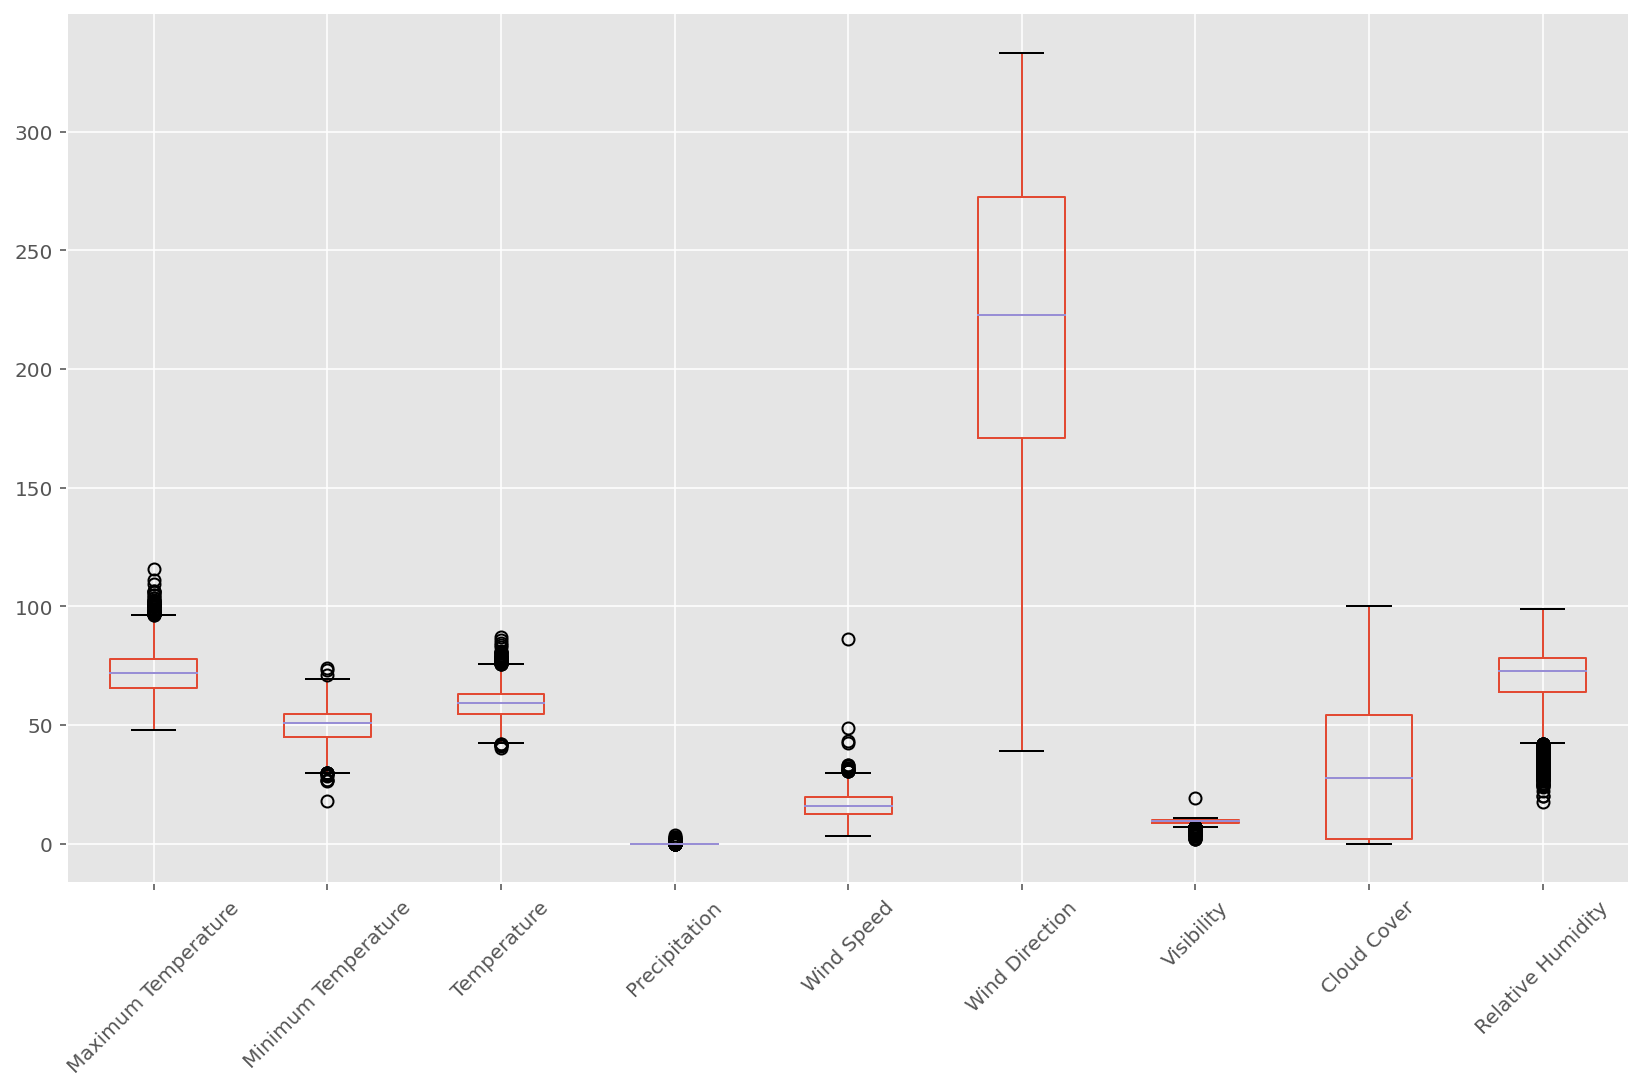 300
250
200
150
100
50
0
Maximum Temperature
Minimum Temperature
Temperature
Precipitation
Wind Speed
Wind Direction
Visibility
Cloud Cover
Relative Humidity